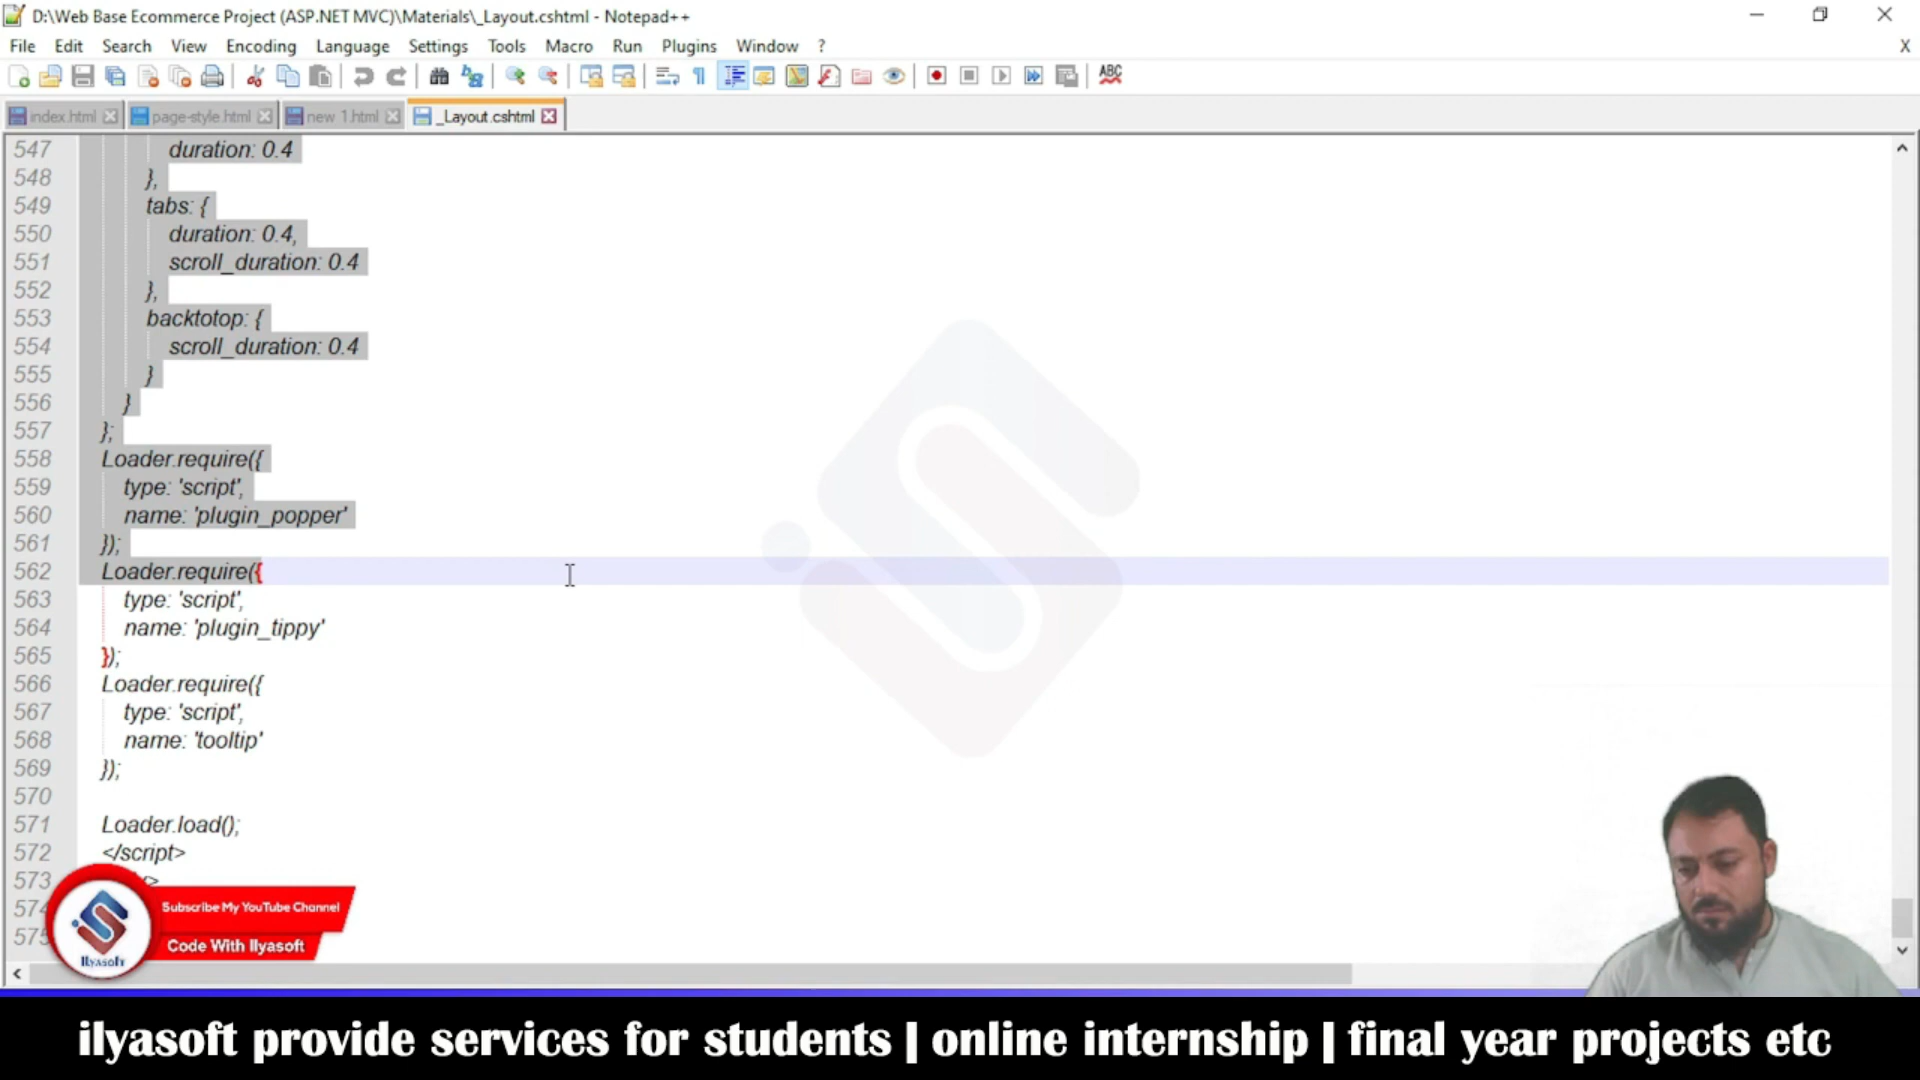 D:\Web Base Ecommerce Project (ASP.NET MVC)\Materials\_Layout.cshtml - Notepad++
File Edit Search View Encoding Language Settings Tools Macro Run Plugins Window ?
X
ABC
index.html page-style.html new 1.html _Layout.cshtml
547 duration: 0.4
548 },
549 tabs: {
550 duration: 0.4,
551 scroll_duration: 0.4
552 },
553 backtotop: {
554 scroll_duration: 0.4
555 }
556 }
557 };
558 Loader.require({
559 type: 'script',
560 name: 'plugin_popper'
561 });
562 Loader.require({
563 type: 'script',
564 name: 'plugin_tippy'
565 });
566 Loader.require({
567 type: 'script',
568 name: 'tooltip'
569 });
570
571 Loader.load();
572 </script>
573
574
575
Subscribe My YouTube Channel
Code With Ilyasoft
Ilyasoft
ilyasoft provide services for students | online internship | final year projects etc